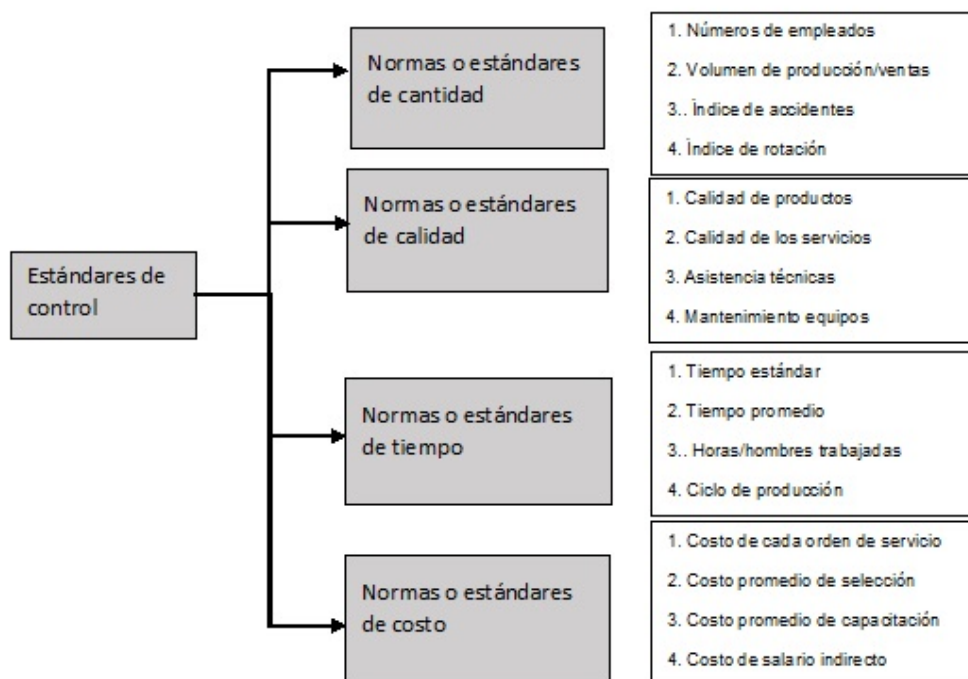 Estándares de
control
Normas o estándares
de cantidad
1. Números de empleados
2. Volumen de producción/ventas
3.. Ìndice de accidentes
4. Ìndice de rotación
Normas o estándares
de calidad
1. Calidad de productos
2. Calidad de los servicios
3. Asistencia técnicas
4. Mantenimiento equipos
Normas o estándares
de tiempo
1. Tiempo estándar
2. Tiempo promedio
3.. Horas/hombres trabajadas
4. Ciclo de producción
Normas o estándares
de costo
1. Costo de cada orden de servicio
2. Costo promedio de selección
3. Costo promedio de capacitación
4. Costo de salario indirecto